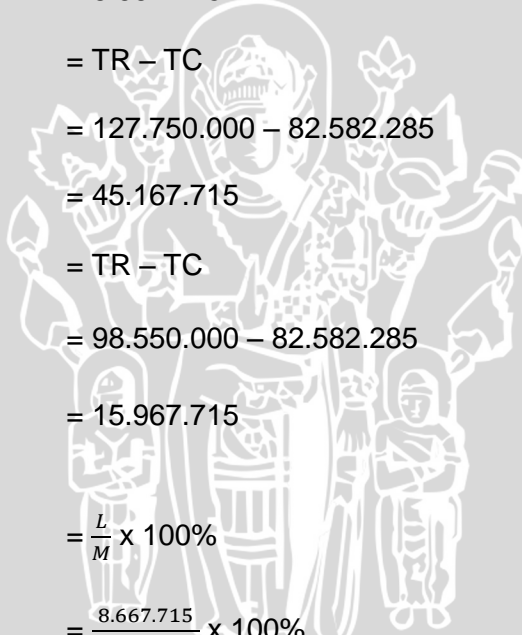 = TR – TC
= 127.750.000 – 82.582.285
= 45.167.715
= TR – TC
= 98.550.000 – 82.582.285
= 15.967.715
= L/M x 100%
= 8.667.715 x 100%